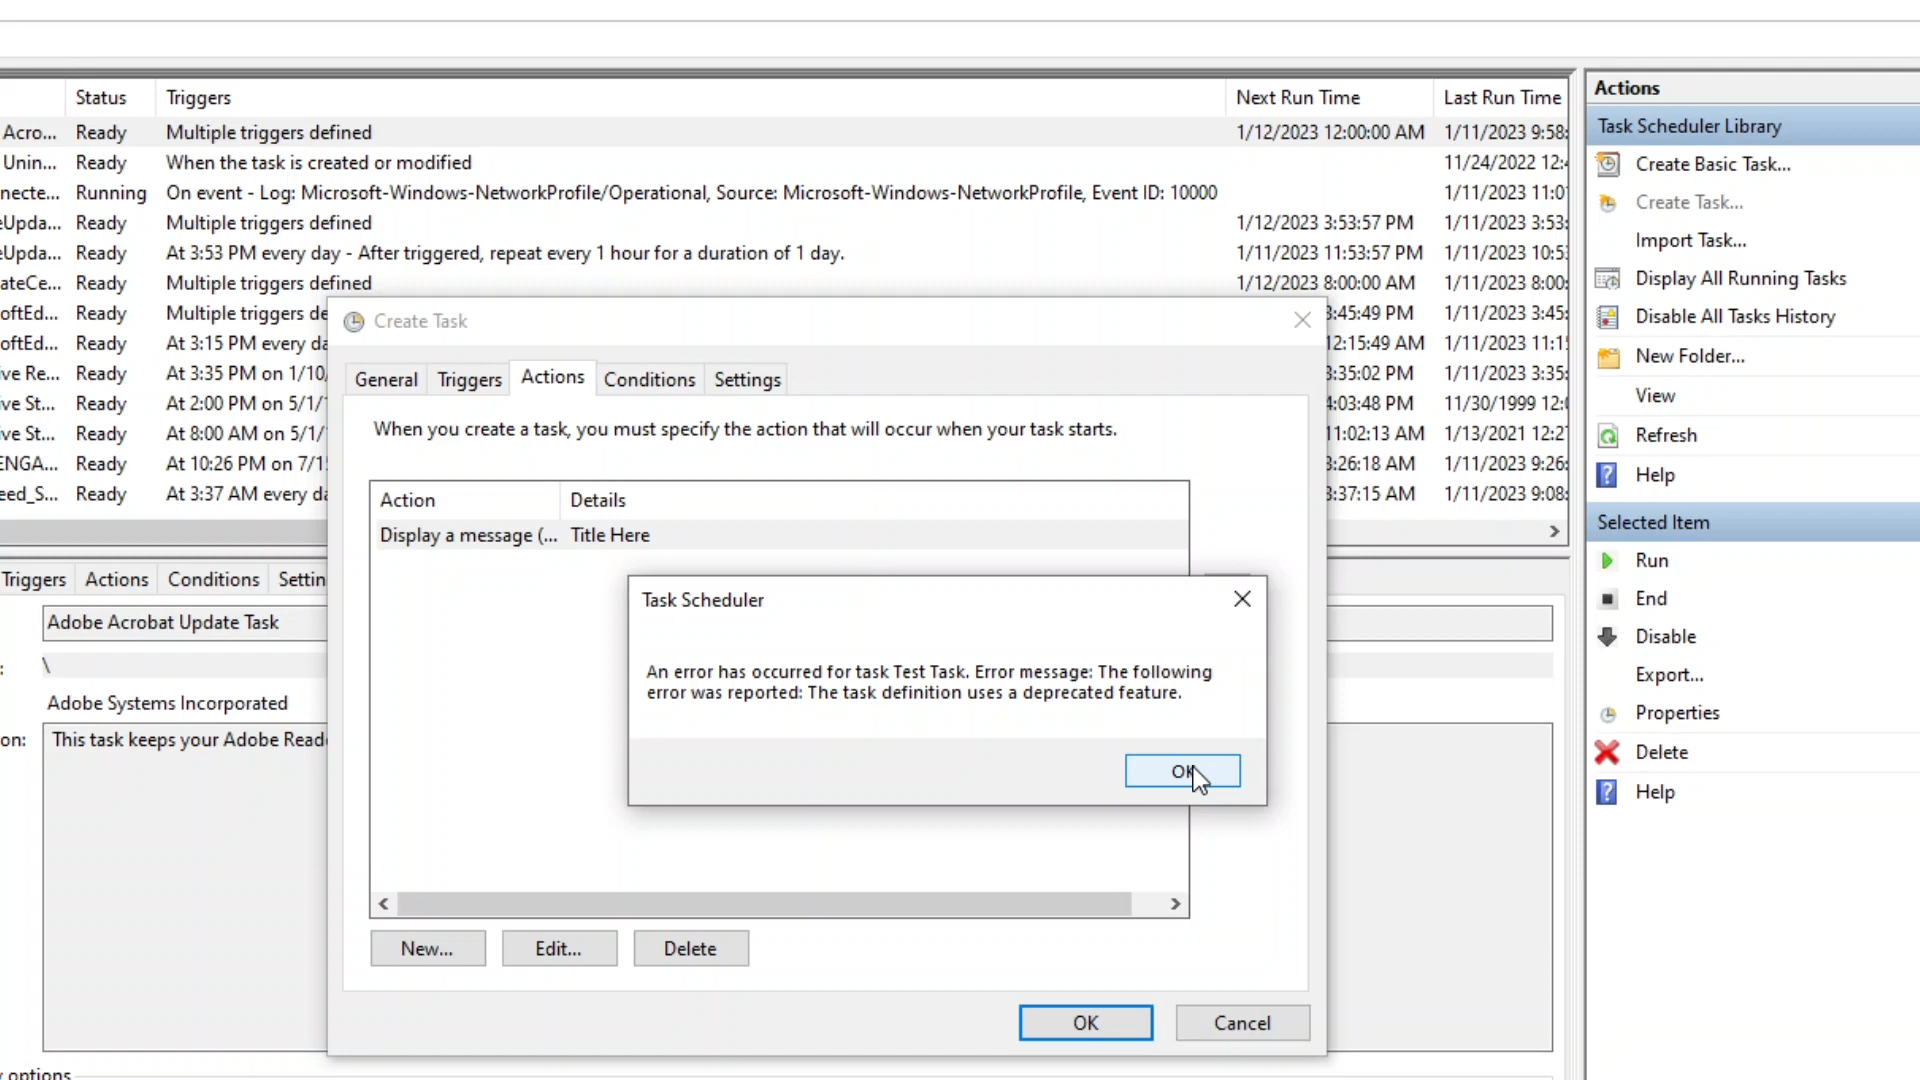 Status Triggers Next Run Time Last Run Time
Acro... Ready Multiple triggers defined 1/12/2023 12:00:00 AM 1/11/2023 9:58:
Unin... Ready When the task is created or modified 11/24/2022 12:4
necte... Running On event - Log: Microsoft-Windows-NetworkProfile/Operational, Source: Microsoft-Windows-NetworkProfile, Event ID: 10000 1/11/2023 11:0
eUpda... Ready Multiple triggers defined 1/12/2023 3:53:57 PM 1/11/2023 3:53:
eUpda... Ready At 3:53 PM every day - After triggered, repeat every 1 hour for a duration of 1 day. 1/11/2023 11:53:57 PM 1/11/2023 10:5
ateCe... Ready Multiple triggers defined 1/12/2023 8:00:00 AM 1/11/2023 8:00:
oftEd... Ready Multiple triggers de 3:45:49 PM 1/11/2023 3:45:
oftEd... Ready At 3:15 PM every da 12:15:49 AM 1/11/2023 11:1
ive Re... Ready At 3:35 PM on 1/10/ 3:35:02 PM 1/11/2023 3:35:
ive St... Ready At 2:00 PM on 5/1/ 4:03:48 PM 11/30/1999 12:
ive St... Ready At 8:00 AM on 5/1/ 11:02:13 AM 1/13/2021 12:2
ENGA... Ready At 10:26 PM on 7/1 3:26:18 AM 1/11/2023 9:26:
eed_S... Ready At 3:37 AM every da 3:37:15 AM 1/11/2023 9:08:
Create Task
General Triggers Actions Conditions Settings
When you create a task, you must specify the action that will occur when your task starts.
Action Details
Display a message (... Title Here
Task Scheduler
An error has occurred for task Test Task. Error message: The following
error was reported: The task definition uses a deprecated feature.
OK
New... Edit... Delete
OK Cancel
Triggers Actions Conditions Settin
Adobe Acrobat Update Task
: \
Adobe Systems Incorporated
on: This task keeps your Adobe Read
options
Actions
Task Scheduler Library
Create Basic Task...
Create Task...
Import Task...
Display All Running Tasks
Disable All Tasks History
New Folder...
View
Refresh
Help
Selected Item
Run
End
Disable
Export...
Properties
Delete
Help